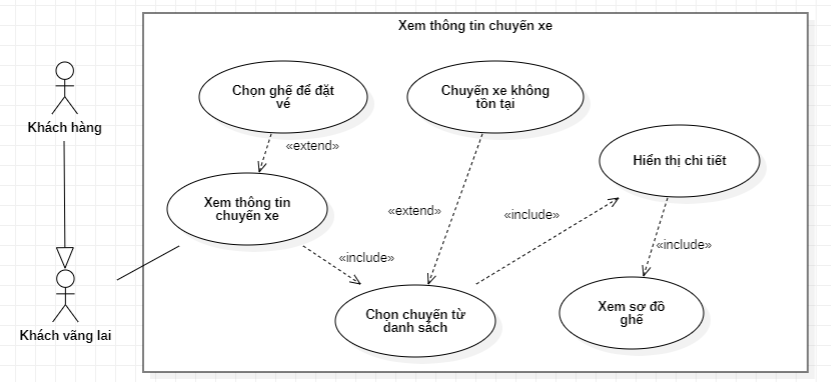 Xem thông tin chuyến xe
Khách hàng
Chọn ghế để đặt
vé
Chuyến xe không
tồn tại
Hiển thị chi tiết
«extend»
Xem thông tin
chuyến xe
«extend»
«include»
«include»
«include»
Khách vãng lai
Chọn chuyến từ
danh sách
Xem sơ đồ
ghế